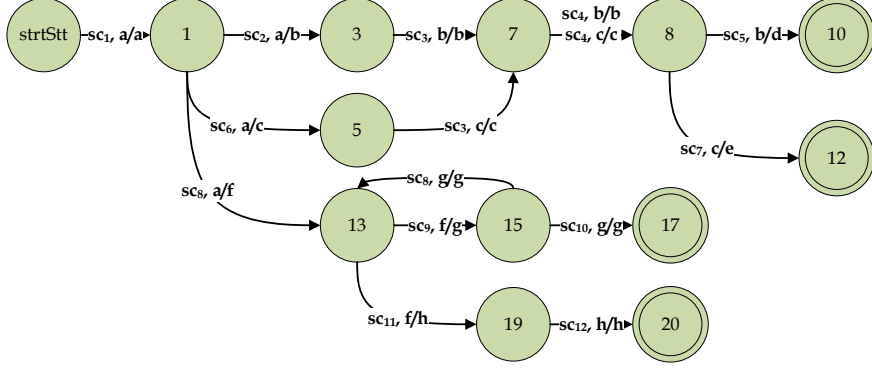 sc₄, b/b
strtStt sc₁, a/a 1 sc₂, a/b 3 sc₃, b/b 7 sc₄, c/c 8 sc₅, b/d 10
sc₆, a/c 5 sc₃, c/c
sc₇, c/e 12
sc₈, g/g
sc₈, a/f
13 sc₉, f/g 15 sc₁₀, g/g 17
sc₁₁, f/h 19 sc₁₂, h/h 20